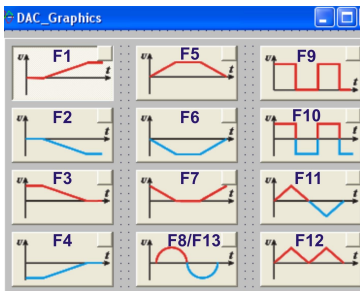 DAC_Graphics
F1 F5 F9
v t v t v t
F2 F6 F10
v t v t v t
F3 F7 F11
v t v t v t
F4 F8/F13 F12
v t v t v t